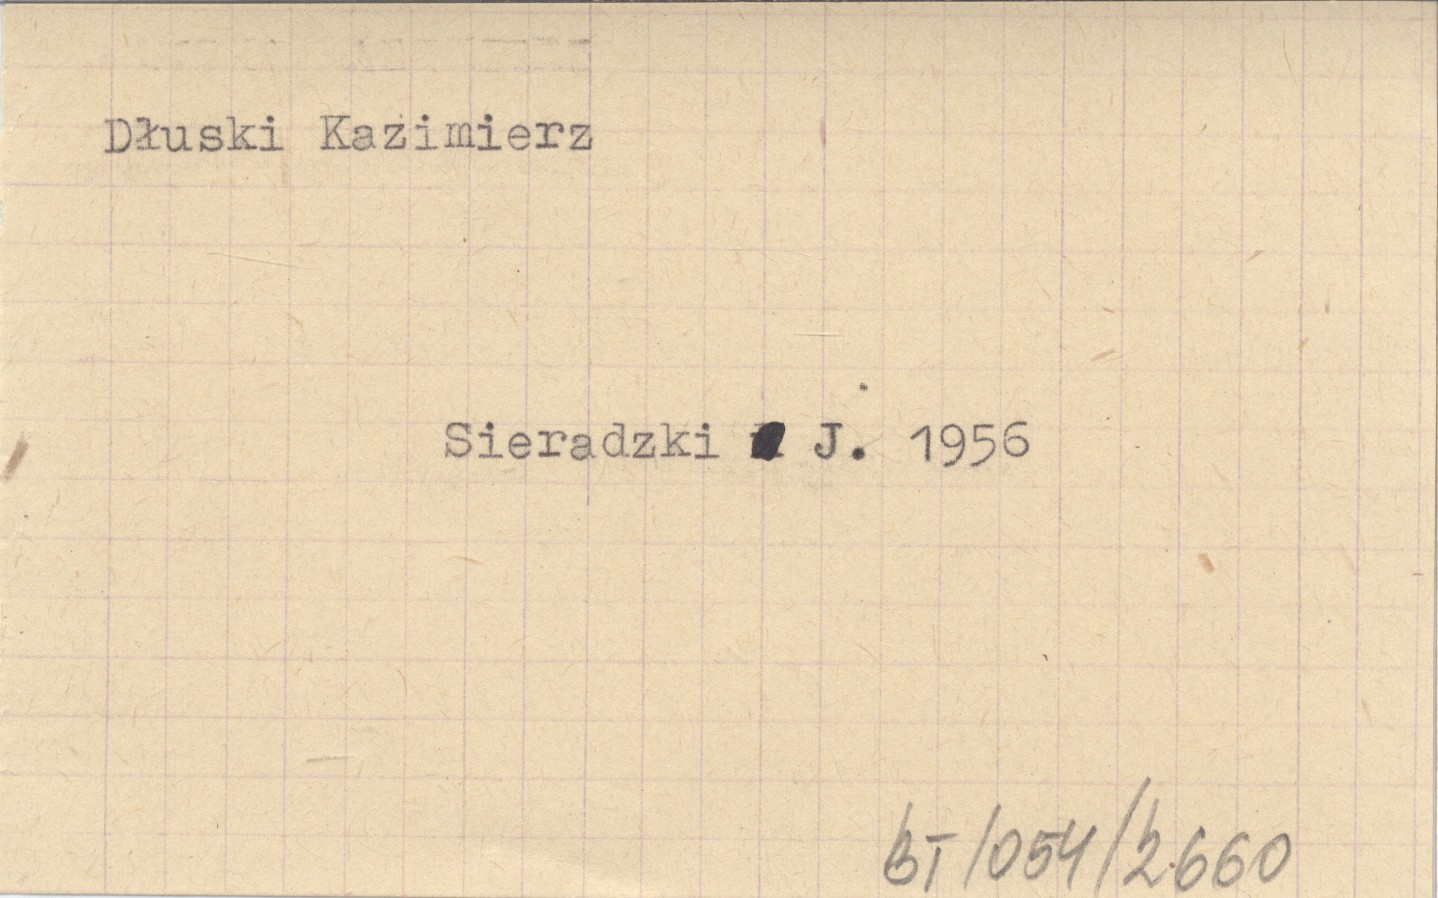 Dłuski Kazimierz
Sieradzki J. 1956
BT/054/2660